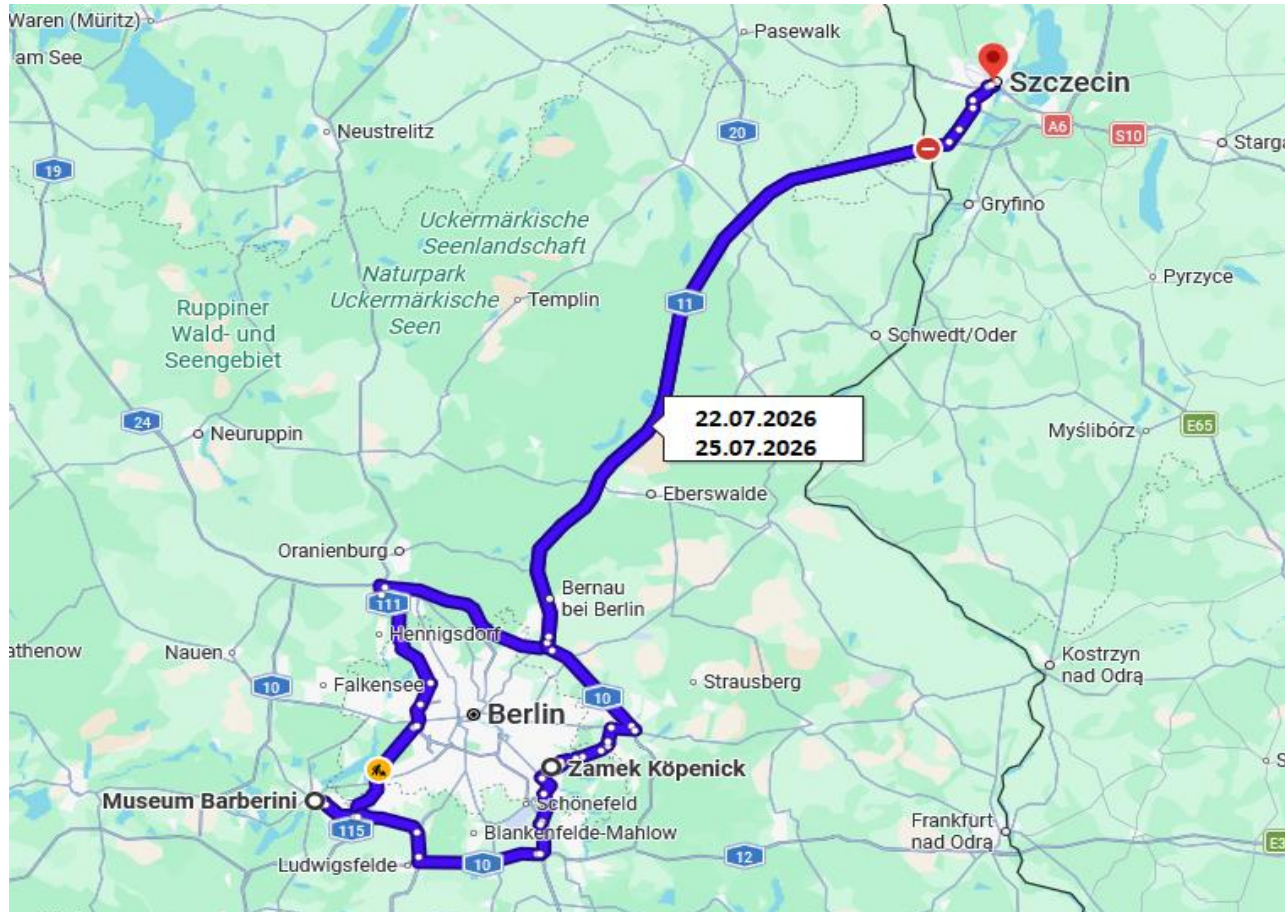 Waren (Müritz)
am See
Pasewalk
Szczecin
Neustrelitz
20
A6
S10
Starga
19
Gryfino
Uckermärkische
Seenlandschaft
Naturpark
Uckermärkische
Seen
Templin
Pyrzyce
11
Ruppiner
Wald- und
Seengebiet
Schwedt/Oder
22.07.2026
25.07.2026
24
Neuruppin
Myślibórz
E65
Eberswalde
Oranienburg
Bernau
bei Berlin
111
Hennigsdorf
athenow
Nauen
Kostrzyn
nad Odrą
10
Falkensee
10
Strausberg
Berlin
Zamek Köpenick
Museum Barberini
Schönefeld
115
Blankenfelde-Mahlow
Frankfurt
nad Odrą
Ludwigsfelde
10
12
E3